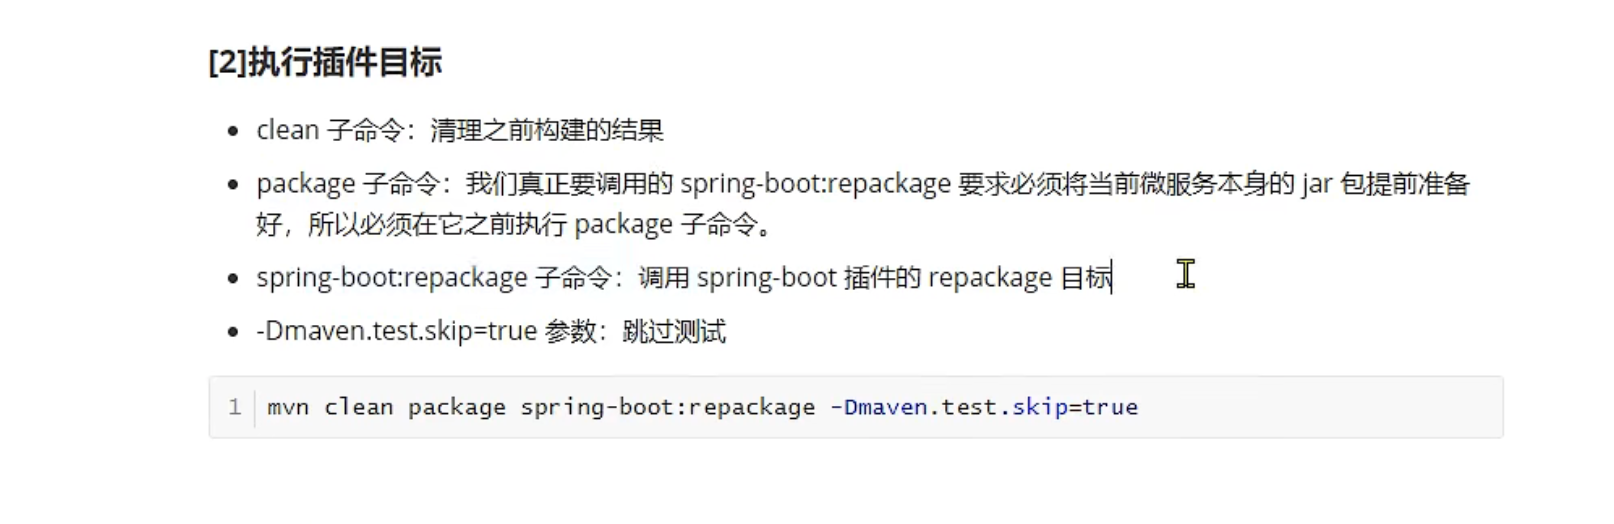 [2]执行插件目标
• clean 子命令：清理之前构建的结果
• package 子命令：我们真正要调用的 spring-boot:repackage 要求必须将当前微服务本身的 jar 包提前准备
好，所以必须在它之前执行 package 子命令。
• spring-boot:repackage 子命令：调用 spring-boot 插件的 repackage 目标
• -Dmaven.test.skip=true 参数：跳过测试
1 mvn clean package spring-boot:repackage -Dmaven.test.skip=true